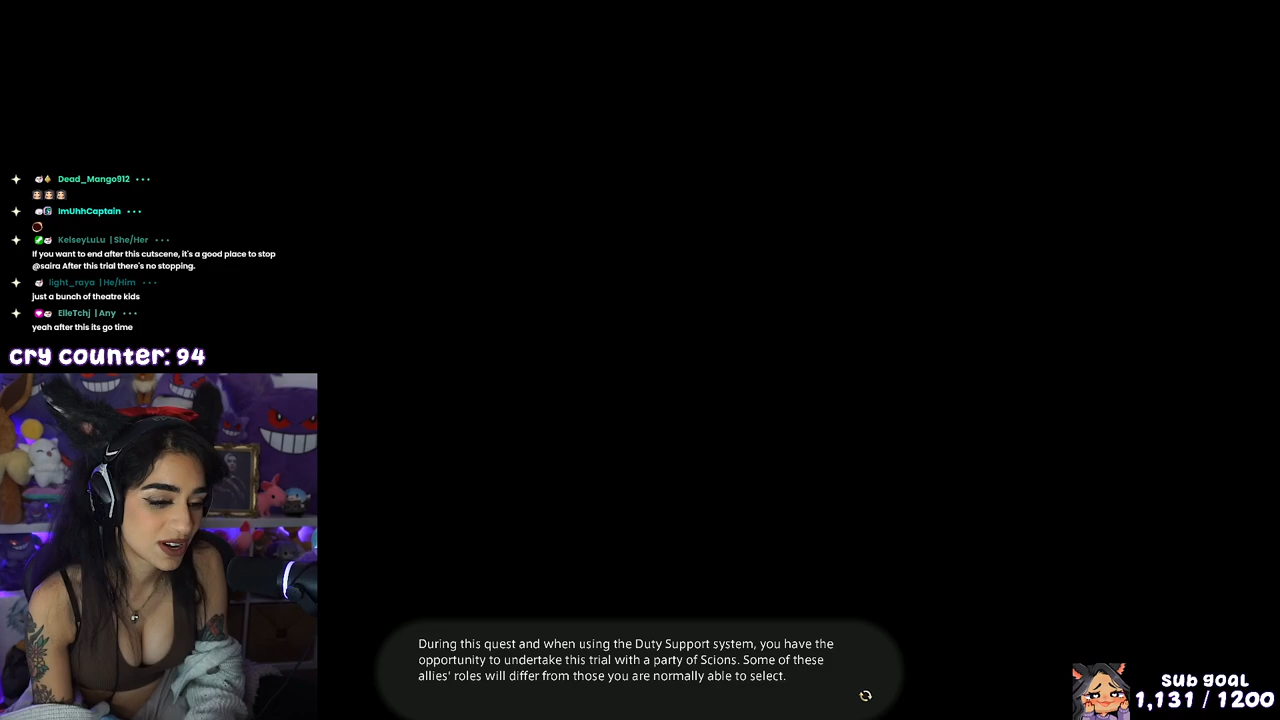 Dead_Mango912 •••
ImUhhCaptain •••
KelseyLuLu | She/Her •••
If you want to end after this cutscene, it's a good place to stop
@saira After this trial there's no stopping.
light_raya | He/Him •••
just a bunch of theatre kids
EileTchj | Any •••
yeah after this its go time
cry counter: 94
During this quest and when using the Duty Support system, you have the
opportunity to undertake this trial with a party of Scions. Some of these
allies' roles will differ from those you are normally able to select.
sub goal
1,131 / 1200